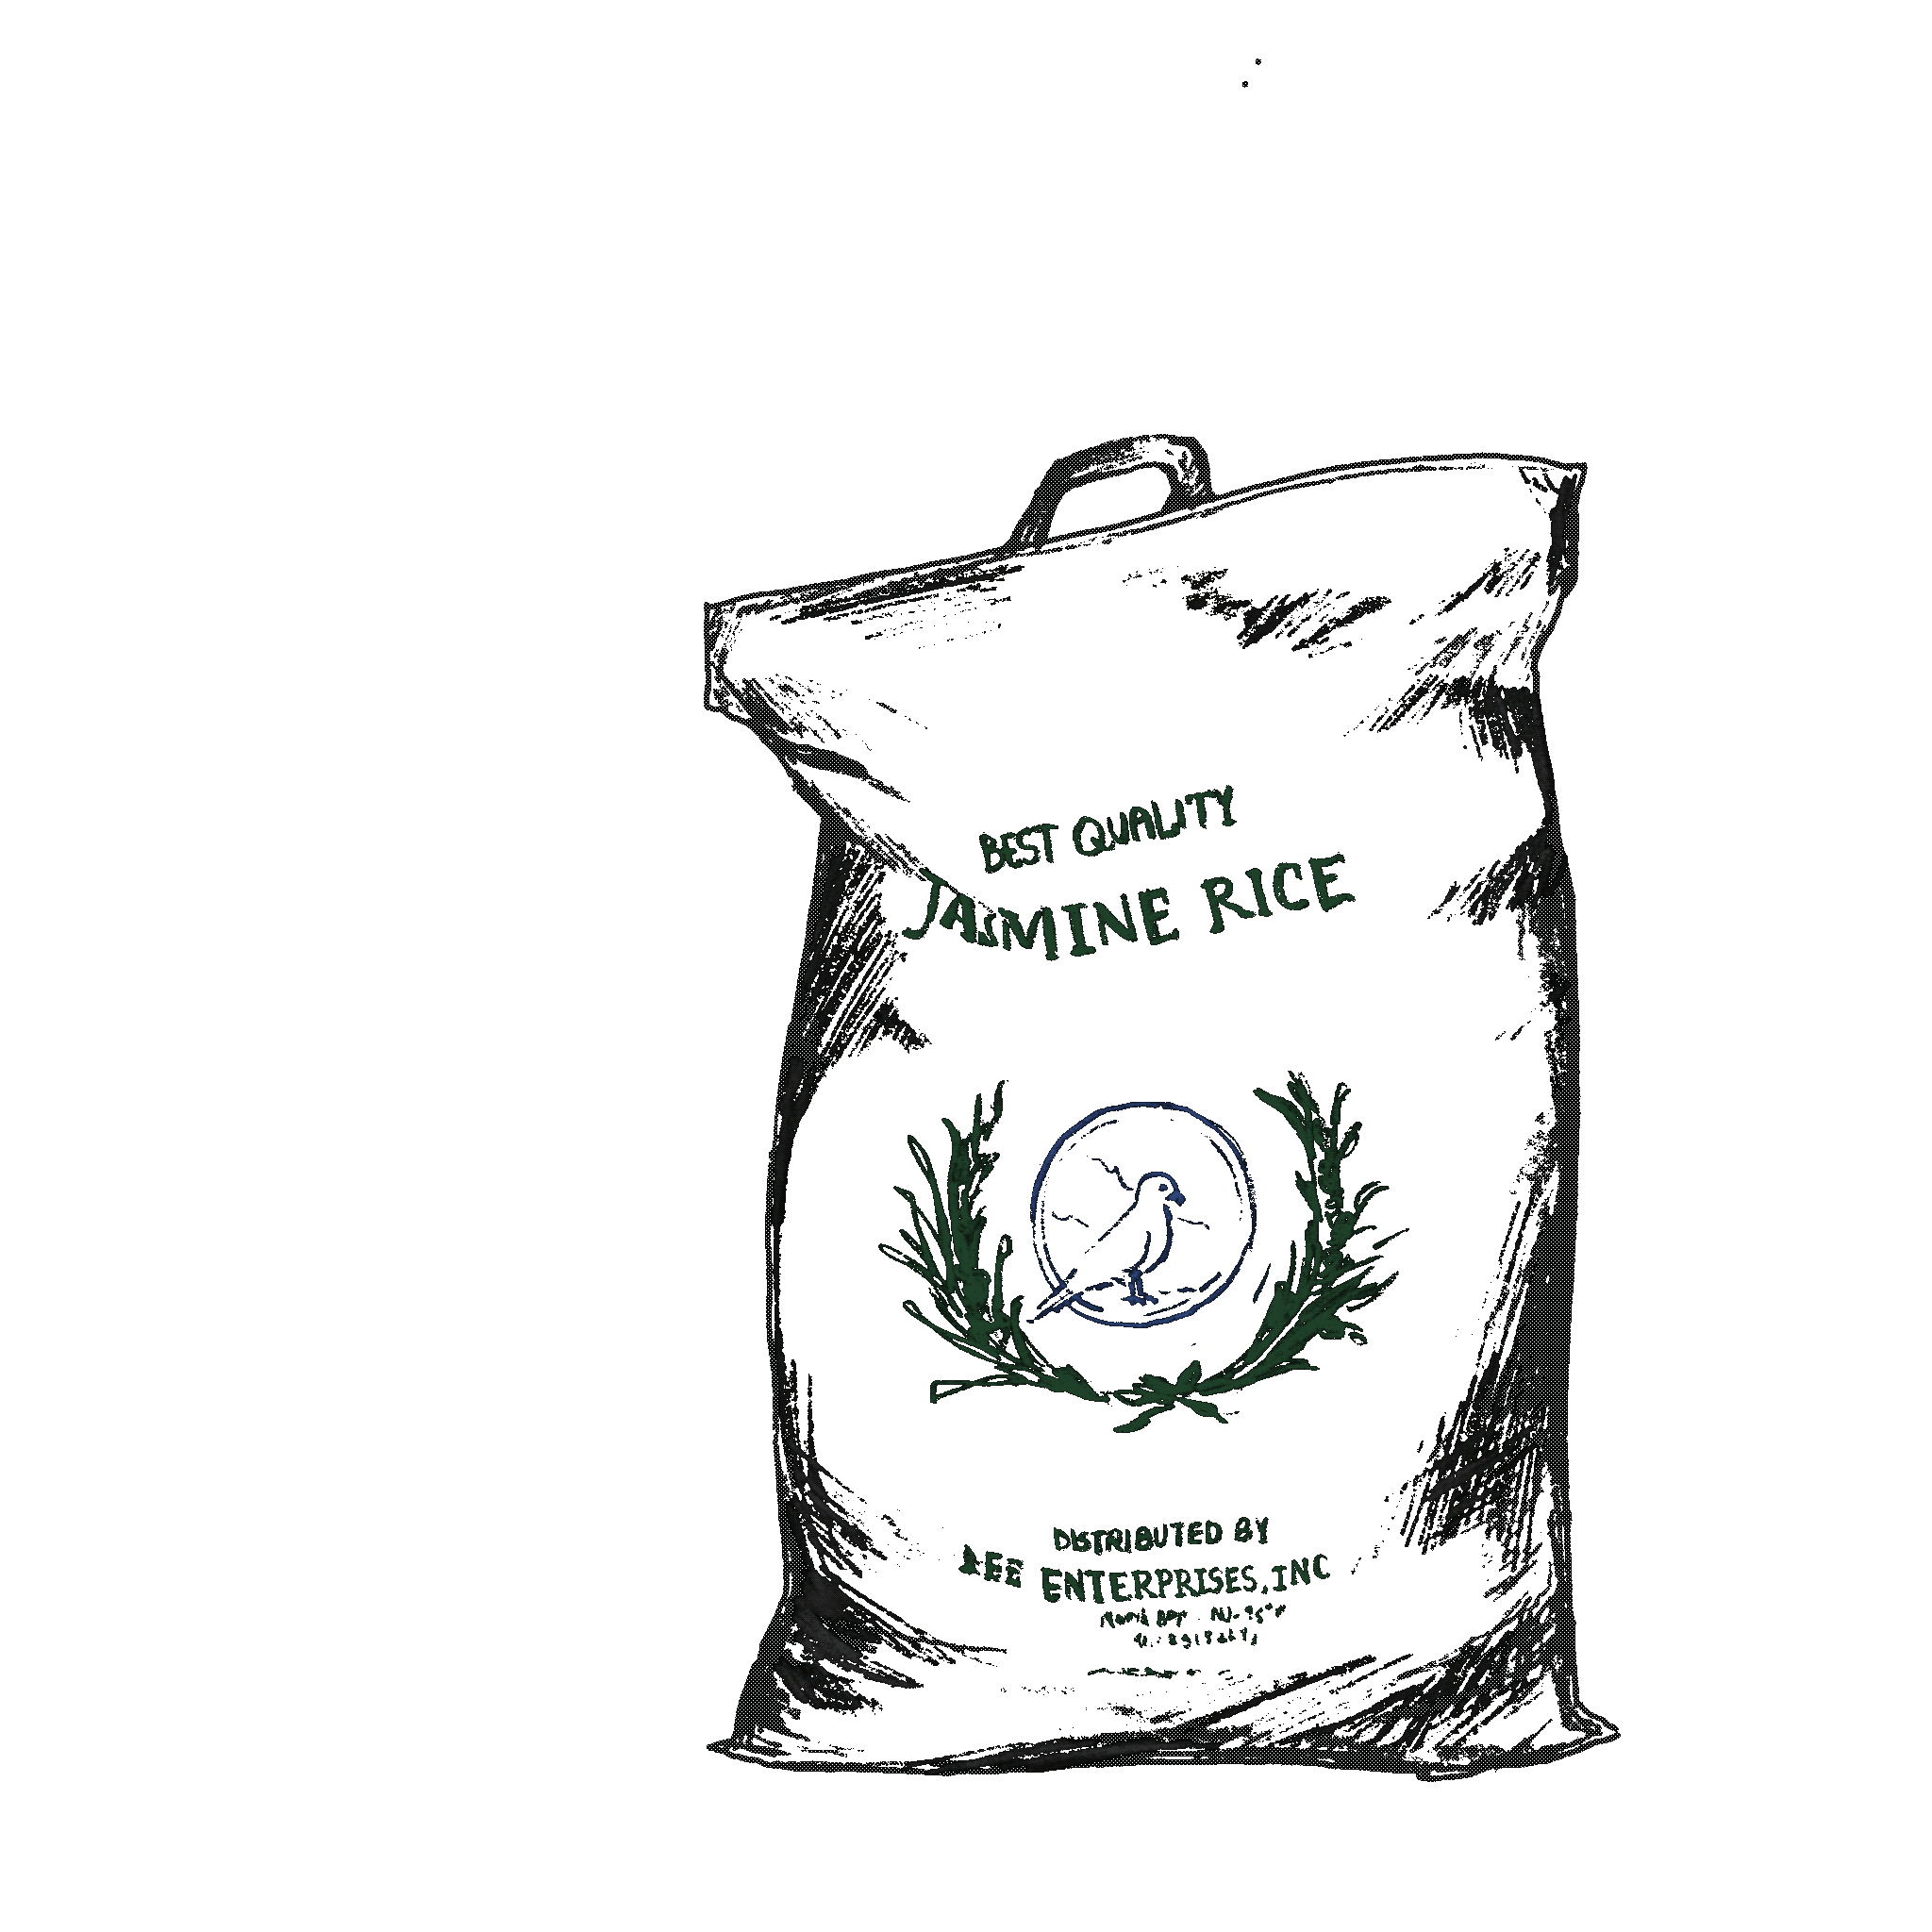 BEST QUALITY
JASMINE RICE
DISTRIBUTED BY
ENTERPRISES, INC